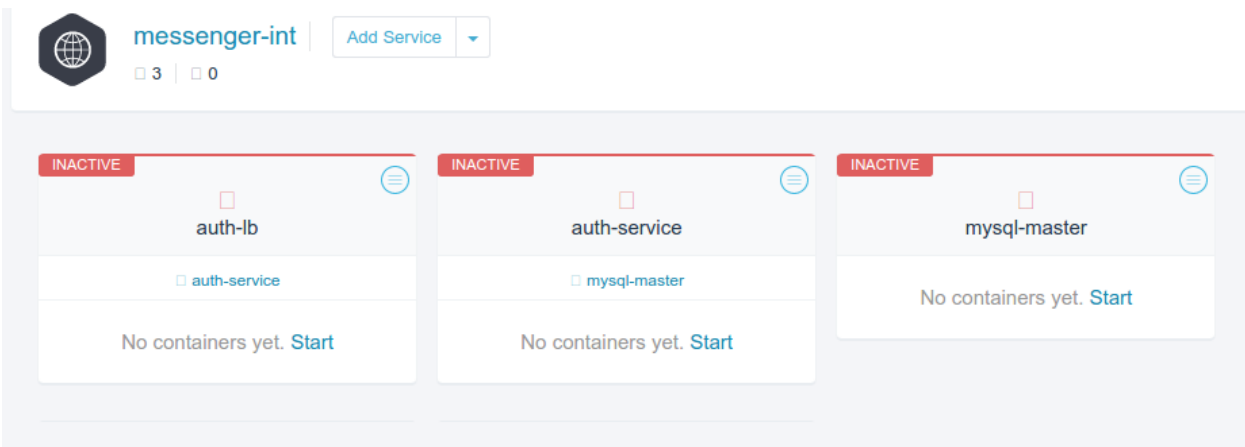 messenger-int
Add Service
3 0
INACTIVE
auth-lb
auth-service
No containers yet. Start
INACTIVE
auth-service
mysql-master
No containers yet. Start
INACTIVE
mysql-master
No containers yet. Start